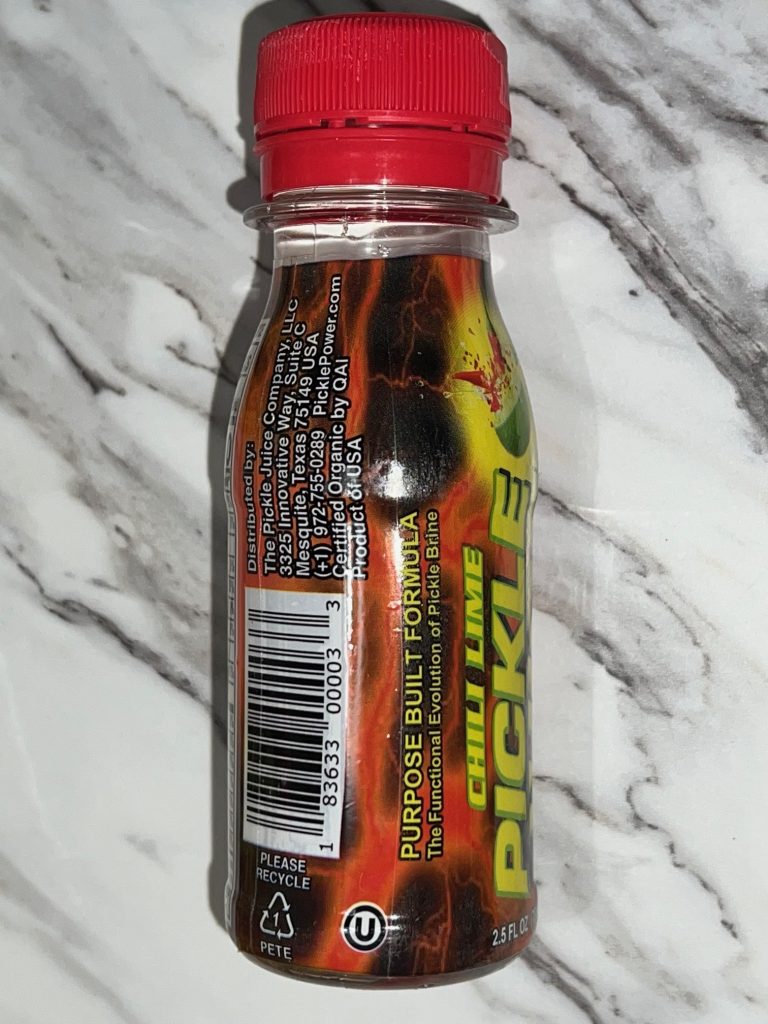 Distributed by:
The Pickle Juice Company, LLC
3325 Innovative Way, Suite C
Mesquite, Texas 75149 USA
(+1) 972-755-0289 PicklePower.com
Certified Organic by QAI
Product of USA
1 83633 00003 3
PLEASE
RECYCLE
1
PETE
U
PURPOSE BUILT FORMULA
The Functional Evolution of Pickle Brine
CHILI LIME
PICKLE
2.5 FL OZ